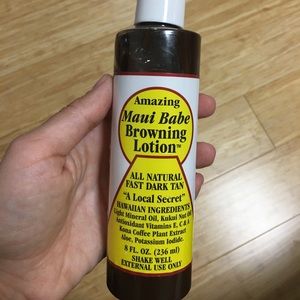 Amazing
Maui Babe
Browning
Lotion™
ALL NATURAL
FAST DARK TAN
"A Local Secret"
HAWAIIAN INGREDIENTS
Light Mineral Oil, Kukui Nut Oil
Antioxidant Vitamins E, C & A
Kona Coffee Plant Extract
Aloe, Potassium Iodide.
8 FL. OZ. (236 ml)
SHAKE WELL
EXTERNAL USE ONLY